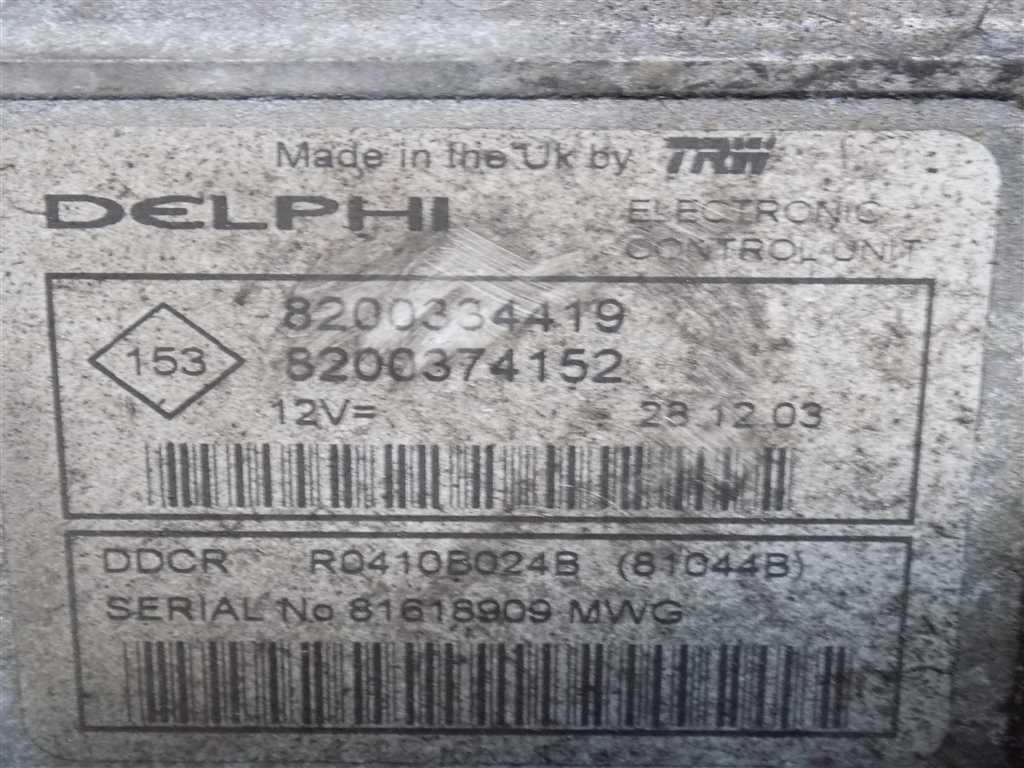 Made in the Uk by TRW
DELPHI ELECTRONIC
CONTROL UNIT
8200334419
153 8200374152
12V= 23.12.03
DDCR R0410B024B (81044B)
SERIAL No 81618909 MWG